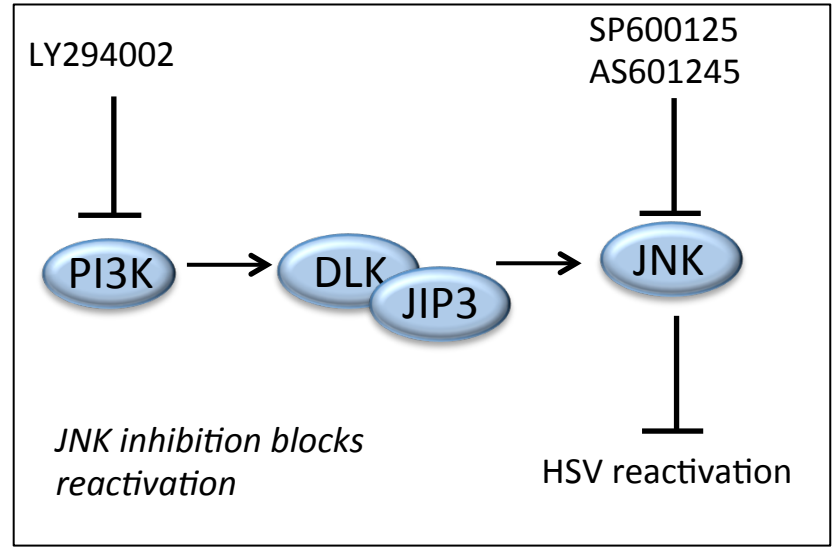 LY294002
SP600125
AS601245
PI3K
DLK
JIP3
JNK
JNK inhibition blocks
reactivation
HSV reactivation